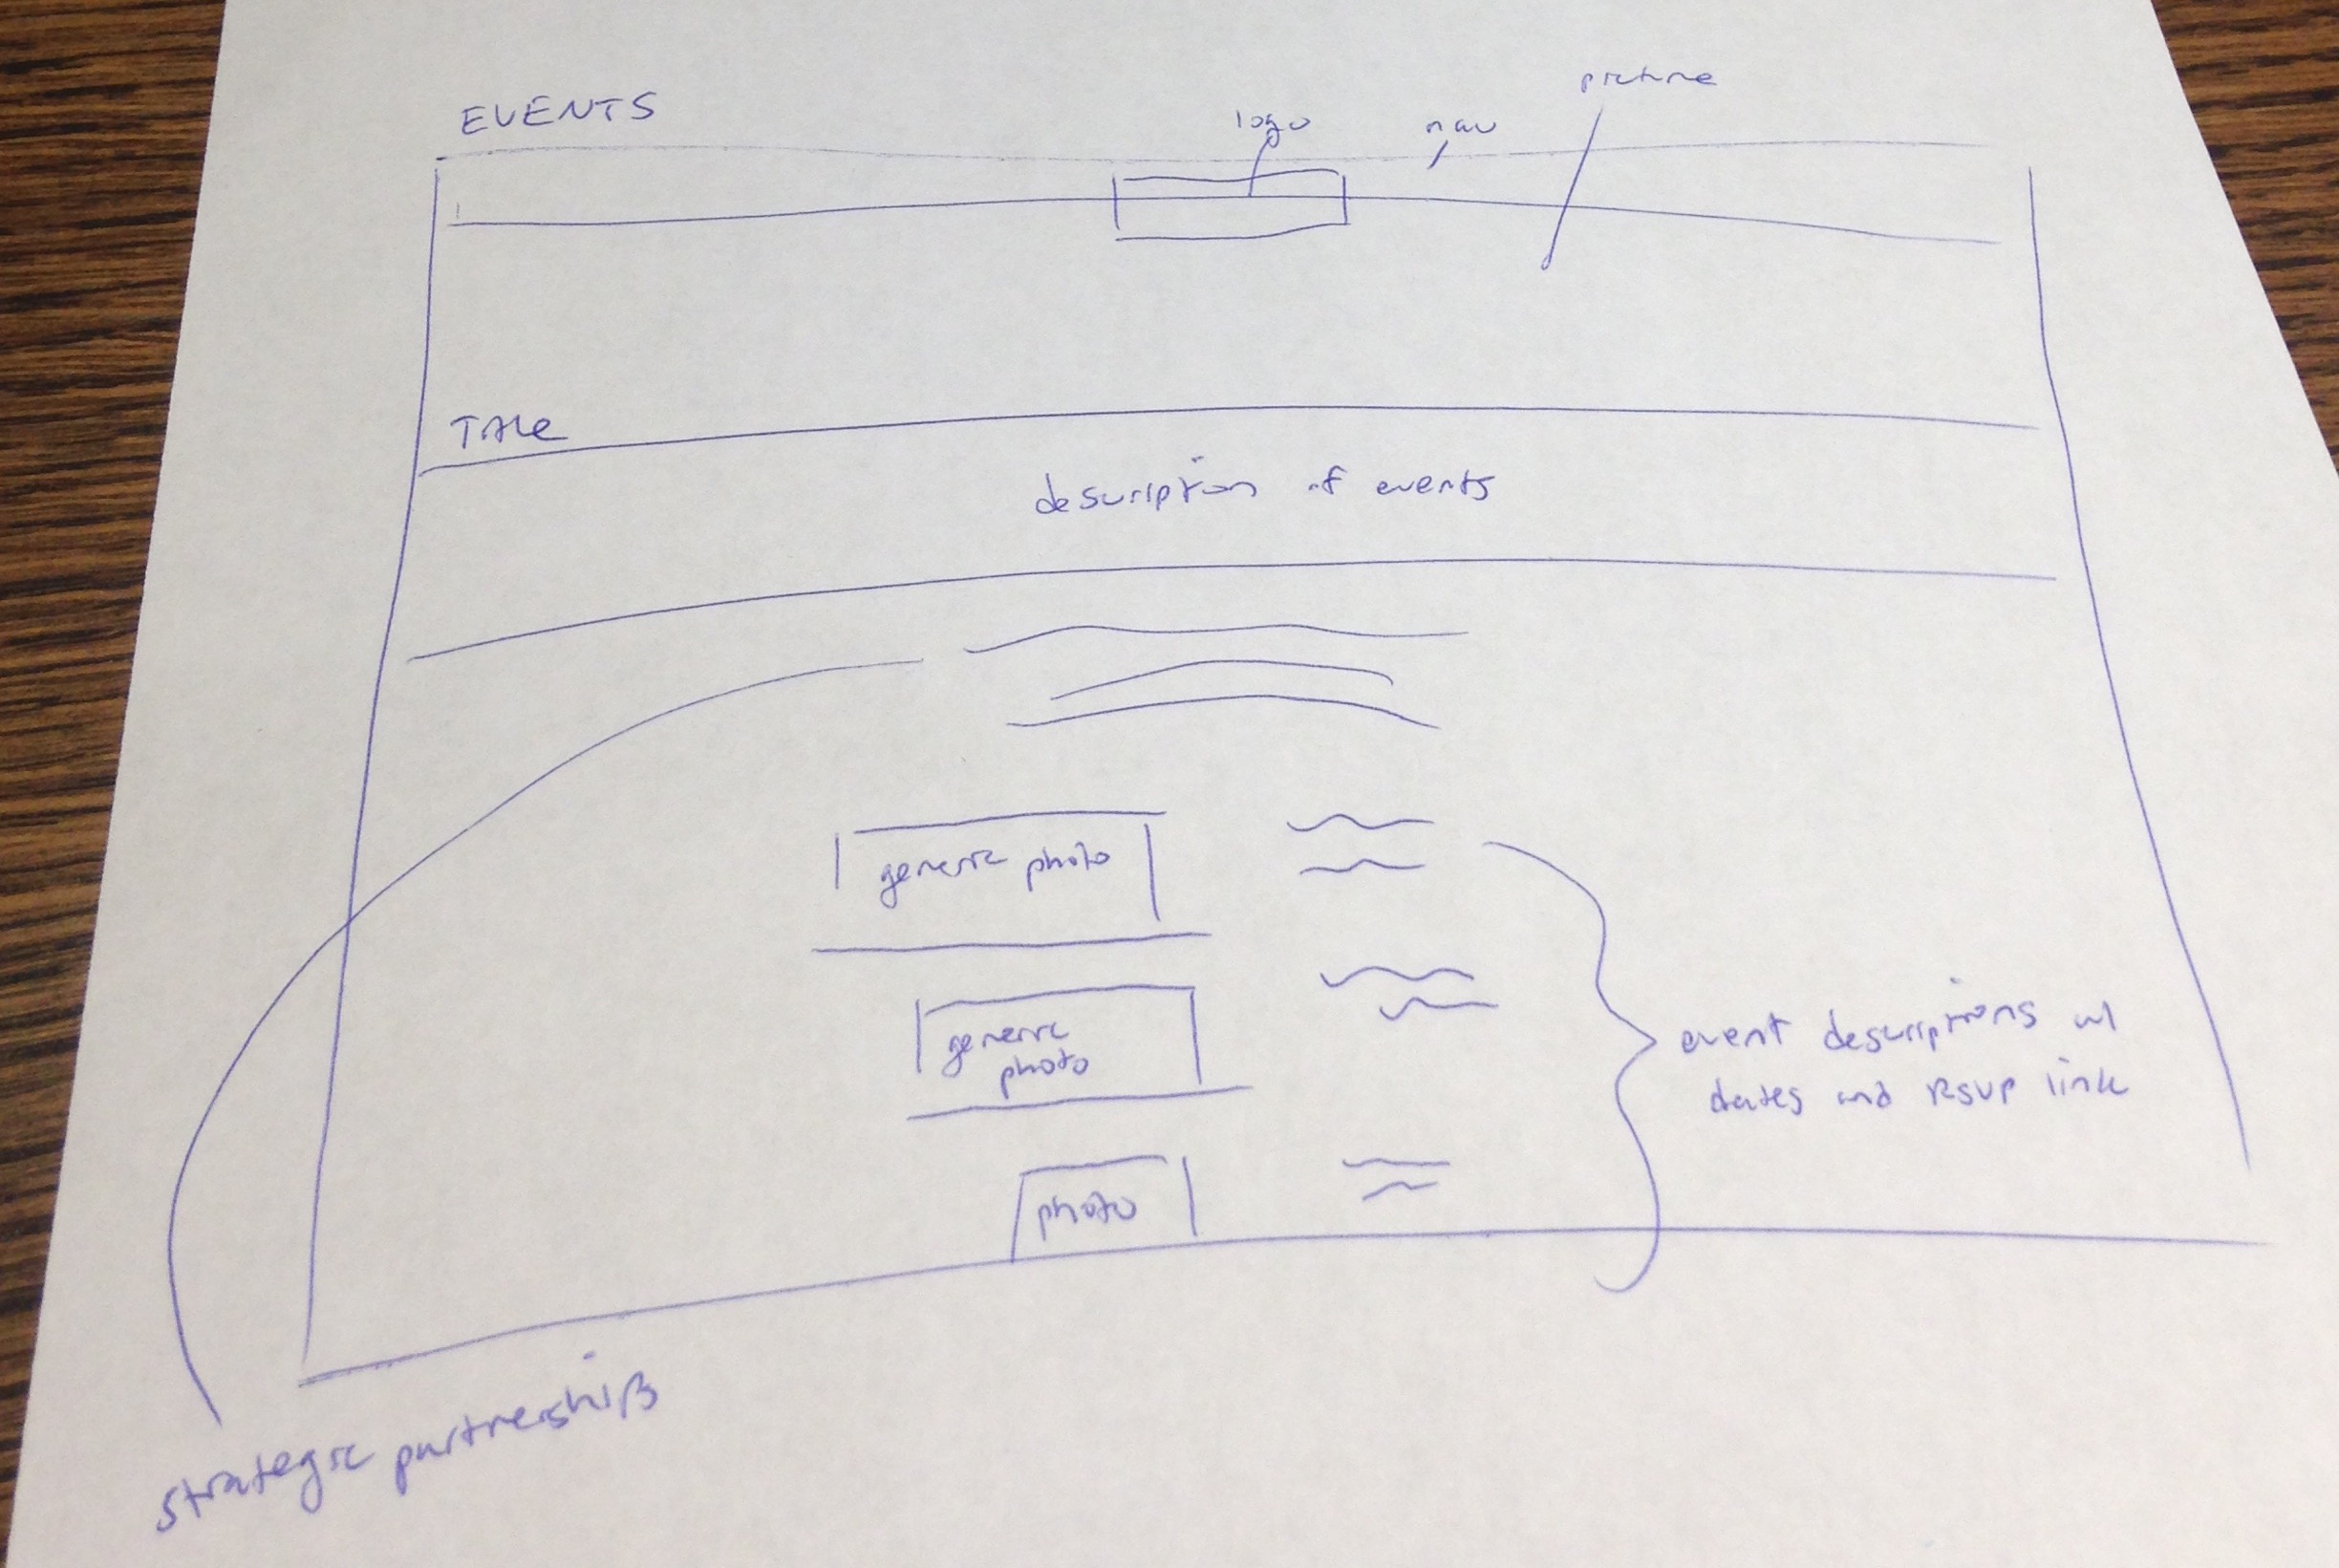 EVENTS
logo
nav
picture
Title
description of events
generic photo
generic
photo
event descriptions w/
dates and RSVP link
photo
strategic partnerships